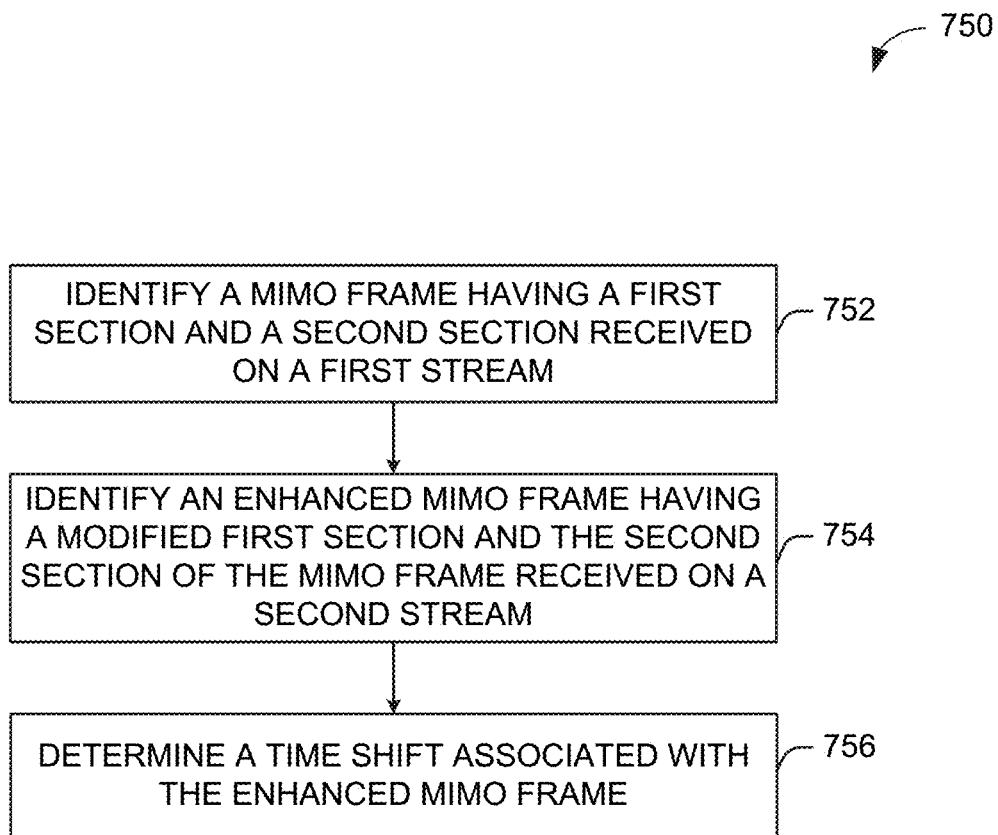 750
IDENTIFY A MIMO FRAME HAVING A FIRST
SECTION AND A SECOND SECTION RECEIVED
ON A FIRST STREAM
752
IDENTIFY AN ENHANCED MIMO FRAME HAVING
A MODIFIED FIRST SECTION AND THE SECOND
SECTION OF THE MIMO FRAME RECEIVED ON A
SECOND STREAM
754
DETERMINE A TIME SHIFT ASSOCIATED WITH
THE ENHANCED MIMO FRAME
756